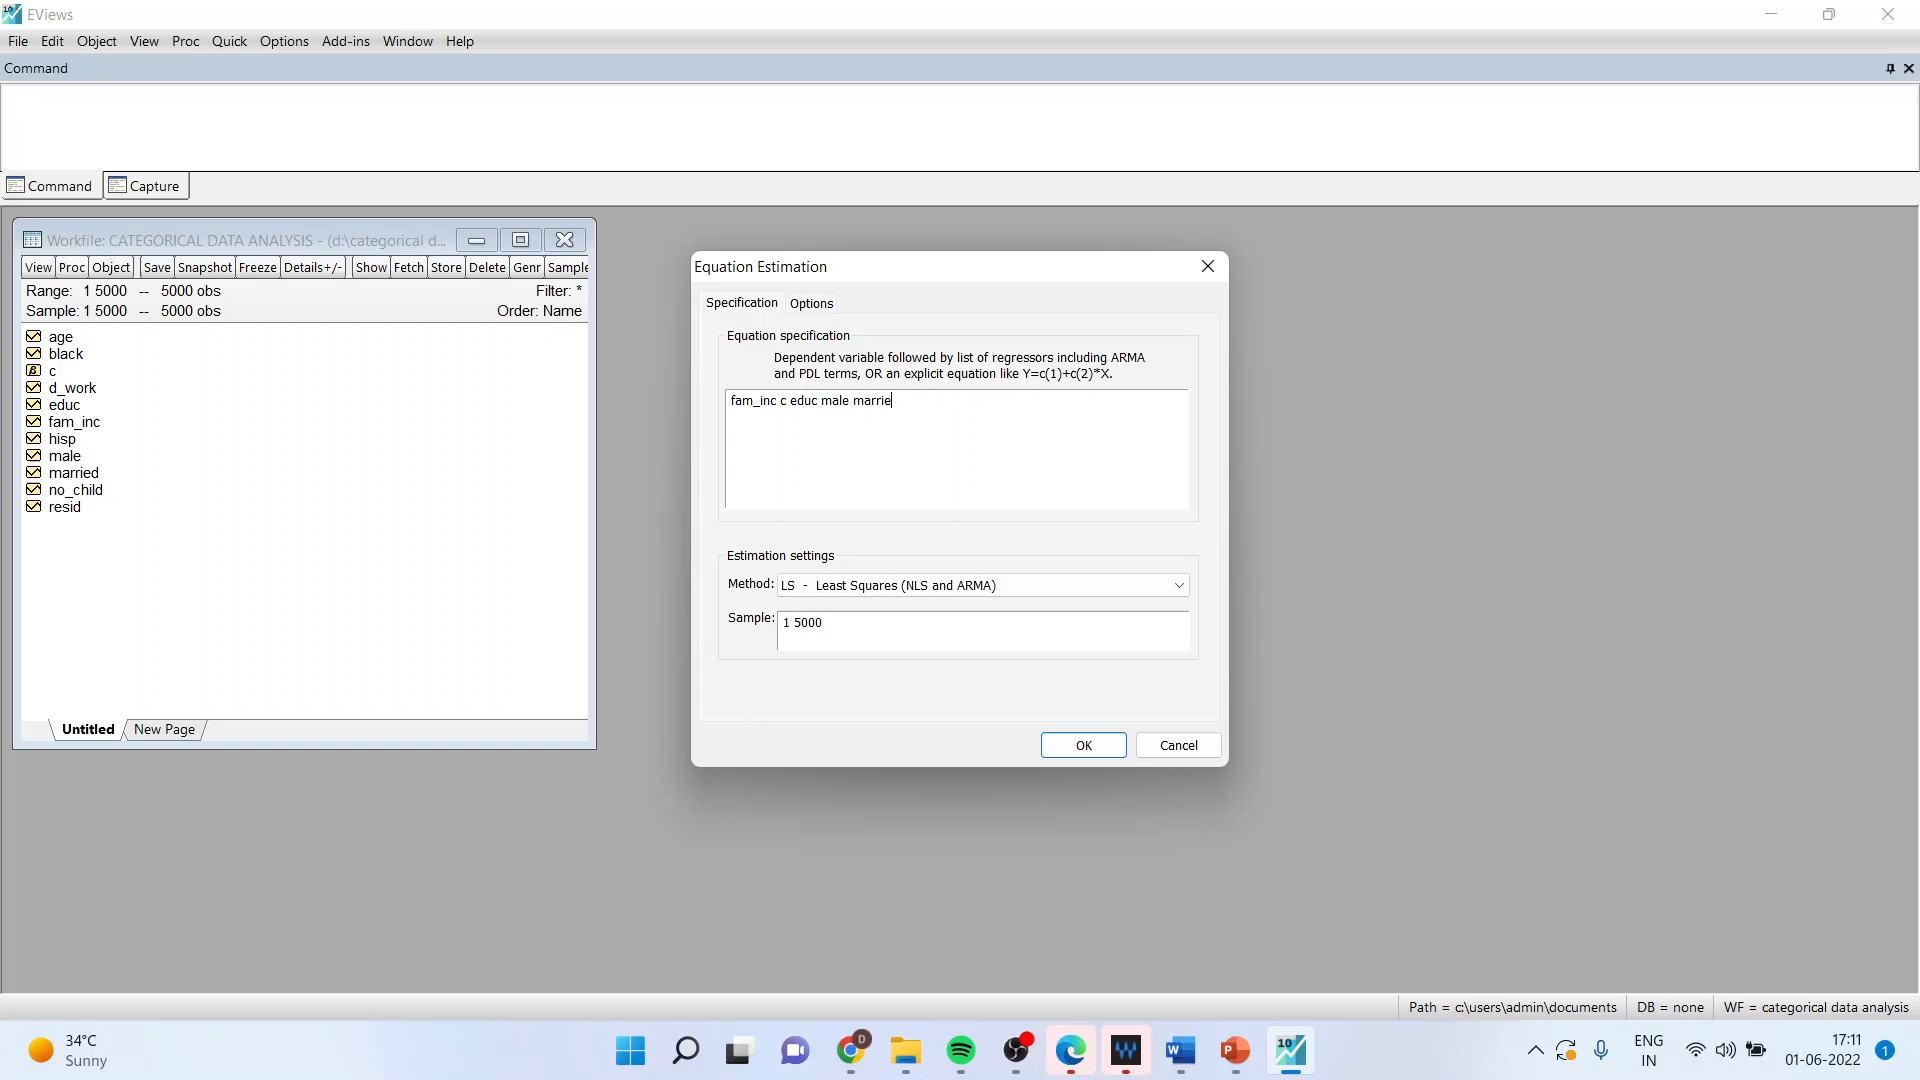 EViews
File Edit Object View Proc Quick Options Add-ins Window Help
Command
Command Capture
Workfile: CATEGORICAL DATA ANALYSIS - (d:\categorical d...
View Proc Object Save Snapshot Freeze Details+/- Show Fetch Store Delete Genr Sample
Range: 1 5000 -- 5000 obs Filter: *
Sample: 1 5000 -- 5000 obs Order: Name
age
black
c
d_work
educ
fam_inc
hisp
male
married
no_child
resid
Untitled New Page
Equation Estimation
Specification Options
Equation specification
Dependent variable followed by list of regressors including ARMA
and PDL terms, OR an explicit equation like Y=c(1)+c(2)*X.
fam_inc c educ male marrie
Estimation settings
Method: LS - Least Squares (NLS and ARMA)
Sample: 1 5000
OK Cancel
Path = c:\users\admin\documents DB = none WF = categorical data analysis
34°C
Sunny
D
W
P
10
ENG
IN
17:11
01-06-2022
1